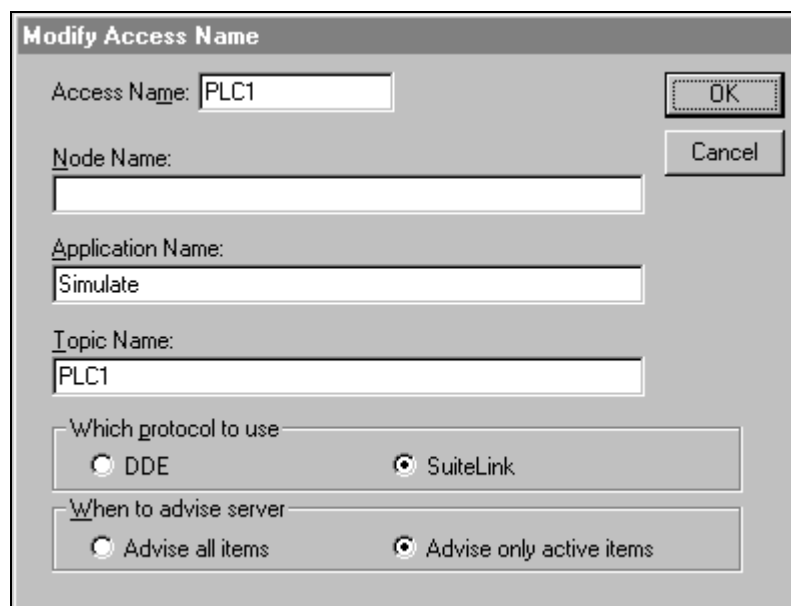 Modify Access Name
Access Name: PLC1
OK
Cancel
Node Name:
Application Name:
Simulate
Topic Name:
PLC1
Which protocol to use
DDE SuiteLink
When to advise server
Advise all items Advise only active items